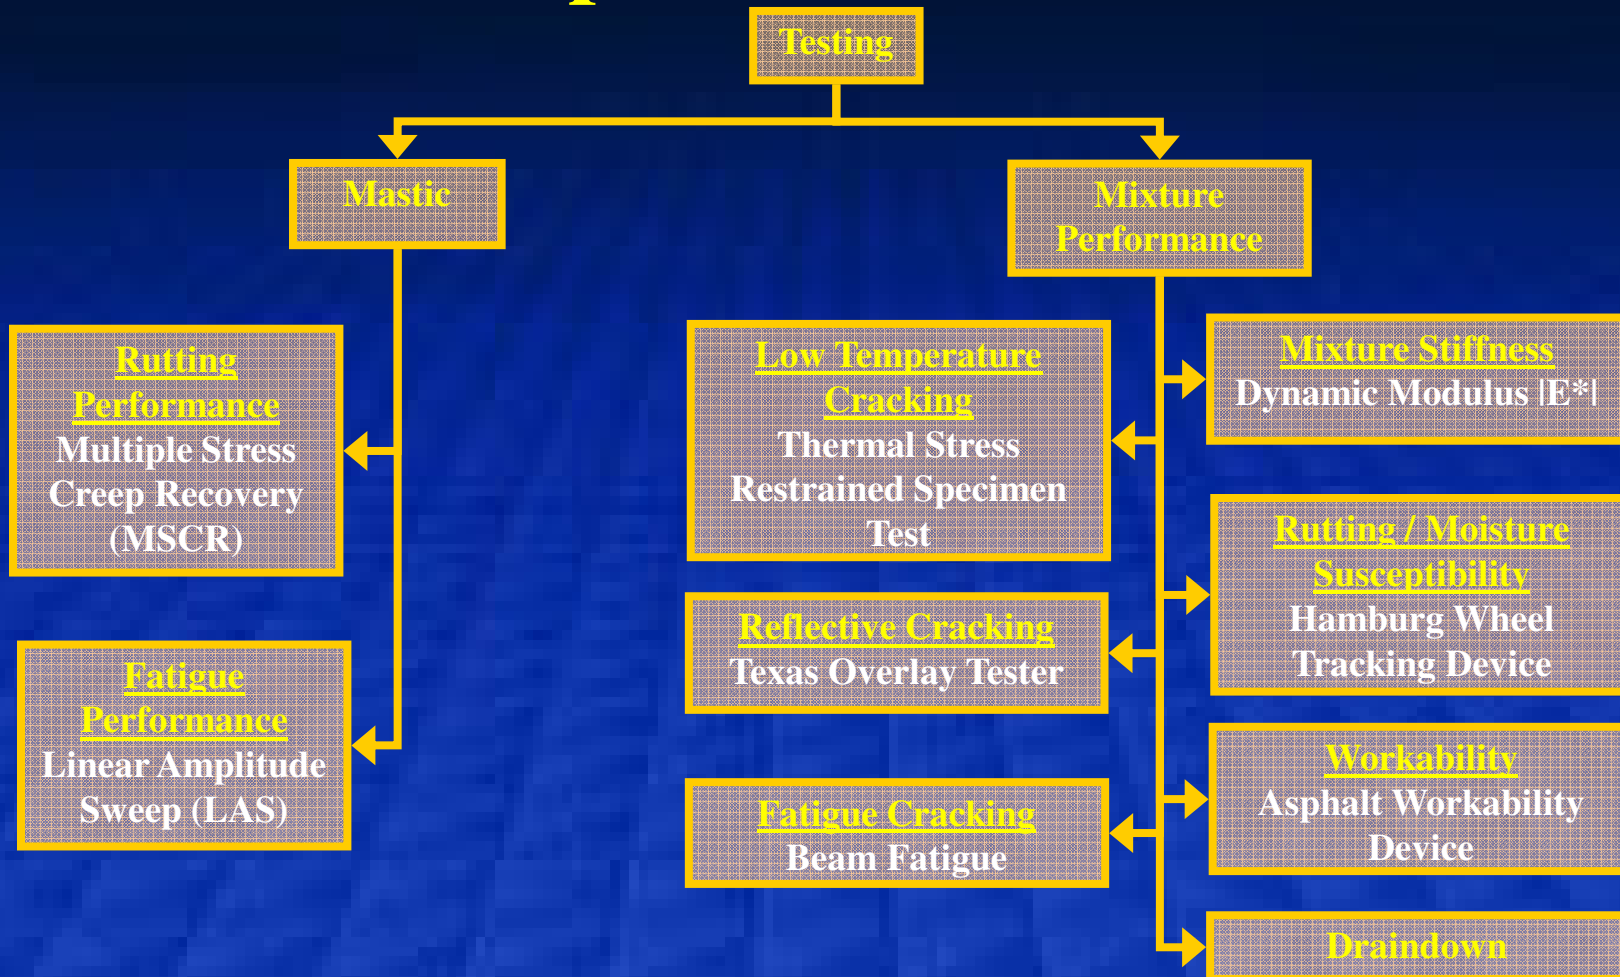 Testing
Mastic
Mixture
Performance
Rutting
Performance
Multiple Stress
Creep Recovery
(MSCR)
Fatigue
Performance
Linear Amplitude
Sweep (LAS)
Low Temperature
Cracking
Thermal Stress
Restrained Specimen
Test
Reflective Cracking
Texas Overlay Tester
Fatigue Cracking
Beam Fatigue
Mixture Stiffness
Dynamic Modulus |E*|
Rutting / Moisture
Susceptibility
Hamburg Wheel
Tracking Device
Workability
Asphalt Workability
Device
Draindown